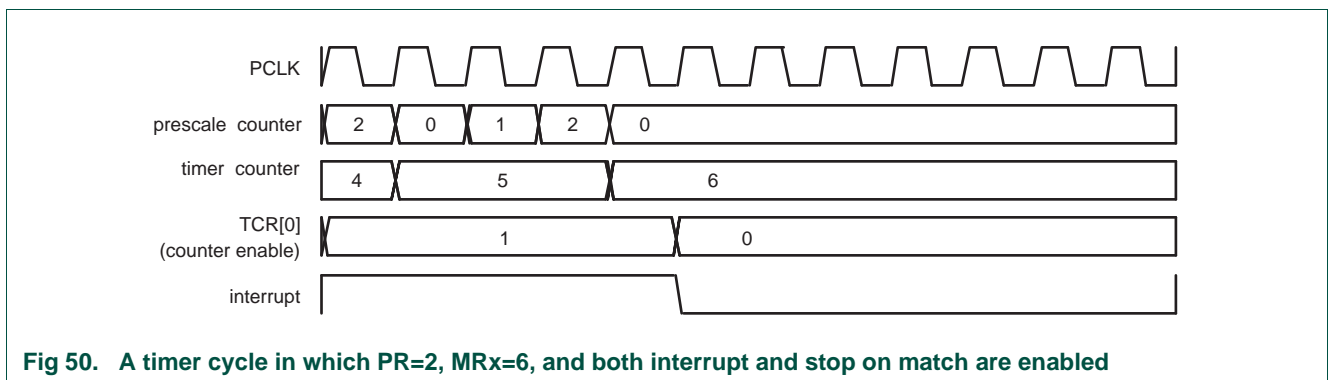 PCLK
prescale counter 2 0 1 2 0
timer counter 4 5 6
TCR[0]
(counter enable) 1 0
interrupt
Fig 50. A timer cycle in which PR=2, MRx=6, and both interrupt and stop on match are enabled